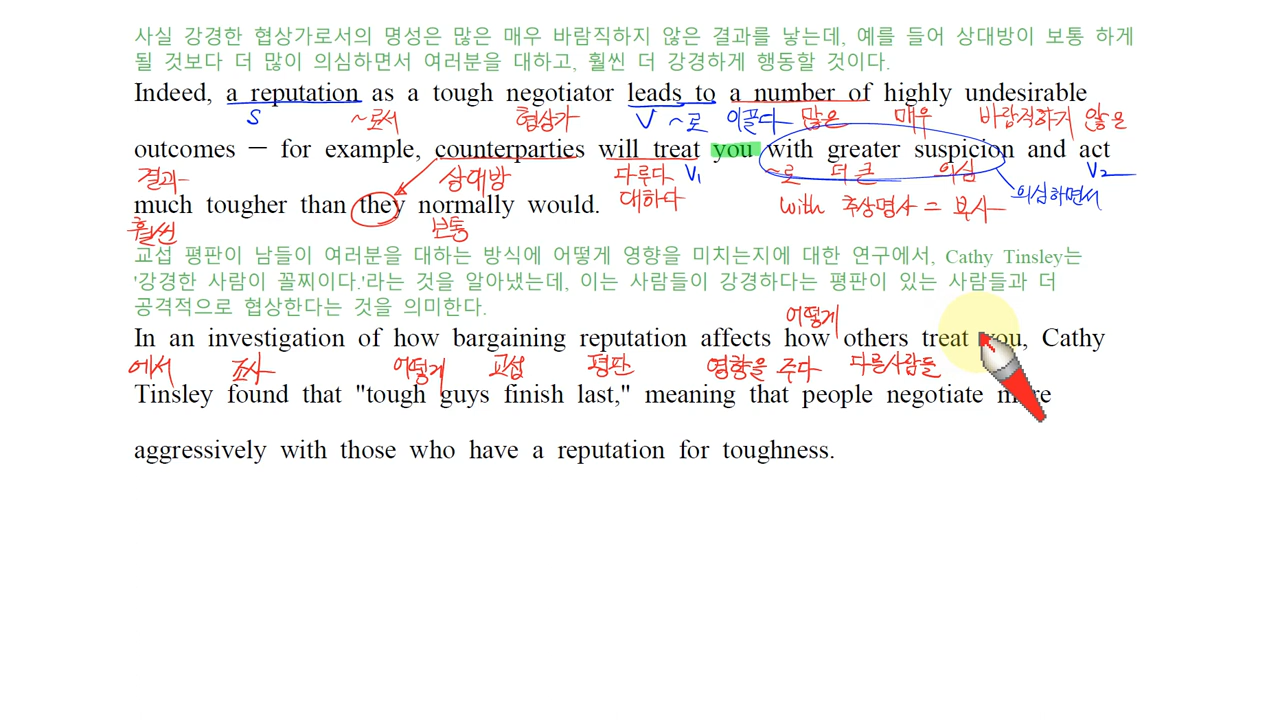 사실 강경한 협상가로서의 명성은 많은 매우 바람직하지 않은 결과를 낳는데, 예를 들어 상대방이 보통 하게
될 것보다 더 많이 의심하면서 여러분을 대하고, 훨씬 더 강경하게 행동할 것이다.
Indeed, a reputation as a tough negotiator leads to a number of highly undesirable
S ~로서 협상가 V ~로 이끌다 많은 매우 바람직하지 않은
outcomes — for example, counterparties will treat you with greater suspicion and act
결과 상대방 다루다 V1 ~로 더 큰 의심 V2
대하다 with 추상명사 = 부사 의심하면서
much tougher than they normally would.
훨씬 보통
교섭 평판이 남들이 여러분을 대하는 방식에 어떻게 영향을 미치는지에 대한 연구에서, Cathy Tinsley는
'강경한 사람이 꼴찌이다.'라는 것을 알아냈는데, 이는 사람들이 강경하다는 평판이 있는 사람들과 더
공격적으로 협상한다는 것을 의미한다.
어떻게
In an investigation of how bargaining reputation affects how others treat you, Cathy
에서 조사 어떻게 교섭 평판 영향을 주다 다른사람들
Tinsley found that "tough guys finish last," meaning that people negotiate more
aggressively with those who have a reputation for toughness.